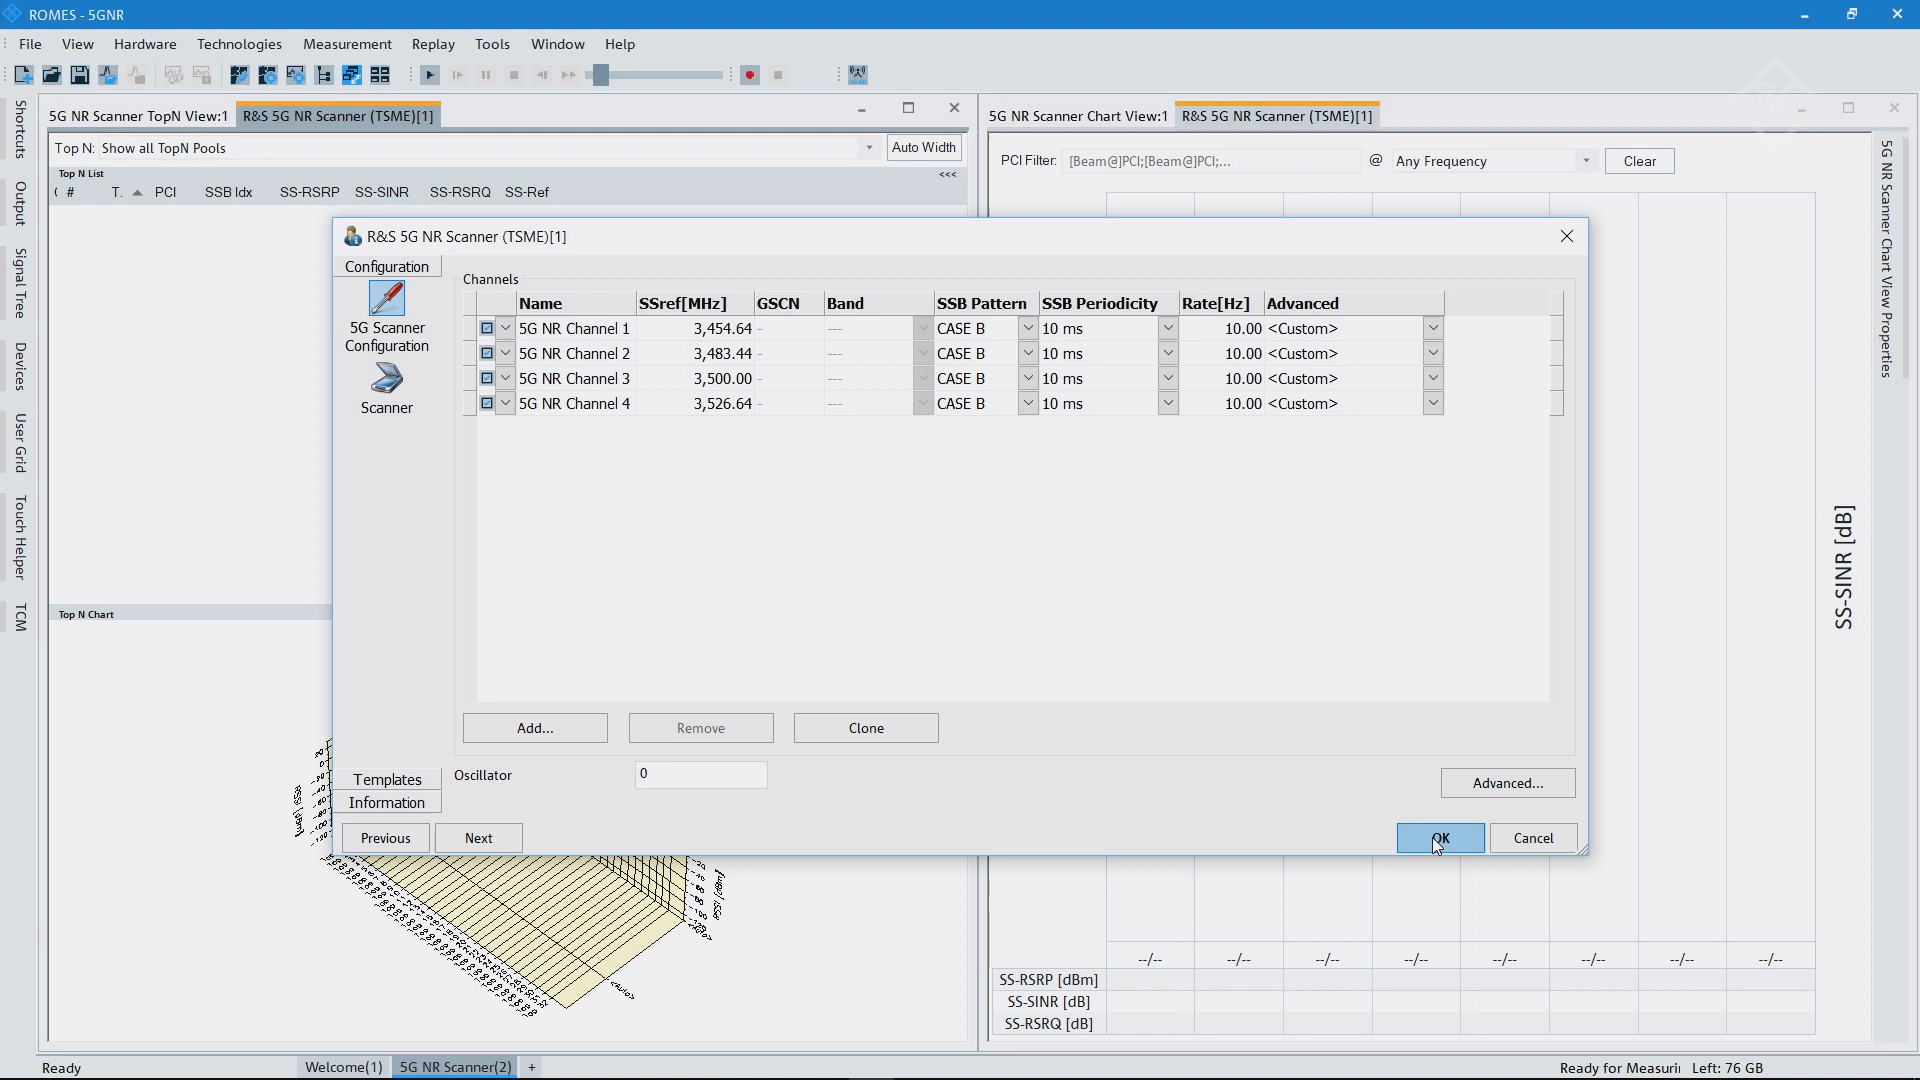 ROMES - 5GNR
File View Hardware Technologies Measurement Replay Tools Window Help
Shortcuts
Output
Signal Tree
Devices
User Grid
Touch Helper
TCM
5G NR Scanner TopN View:1 R&S 5G NR Scanner (TSME)[1]
Top N: Show all TopN Pools Auto Width
Top N List <<<
# T. PCI SSB Idx SS-RSRP SS-SINR SS-RSRQ SS-Ref
Top N Chart
5G NR Scanner Chart View:1 R&S 5G NR Scanner (TSME)[1]
PCI Filter: [Beam@]PCI;[Beam@]PCI;... @ Any Frequency Clear
5G NR Scanner Chart View Properties
SS-SINR [dB]
R&S 5G NR Scanner (TSME)[1]
Configuration
5G Scanner
Configuration
Scanner
Channels
Name SSref[MHz] GSCN Band SSB Pattern SSB Periodicity Rate[Hz] Advanced
5G NR Channel 1 3,454.64 - --- CASE B 10 ms 10.00 <Custom>
5G NR Channel 2 3,483.44 - --- CASE B 10 ms 10.00 <Custom>
5G NR Channel 3 3,500.00 - --- CASE B 10 ms 10.00 <Custom>
5G NR Channel 4 3,526.64 - --- CASE B 10 ms 10.00 <Custom>
Add... Remove Clone
Templates
Information
Oscillator 0
Advanced...
Previous Next OK Cancel
RSSI [dBm]
<Auto>
--/-- --/-- --/-- --/-- --/-- --/-- --/-- --/--
SS-RSRP [dBm]
SS-SINR [dB]
SS-RSRQ [dB]
Ready Welcome(1) 5G NR Scanner(2) + Ready for Measuri Left: 76 GB